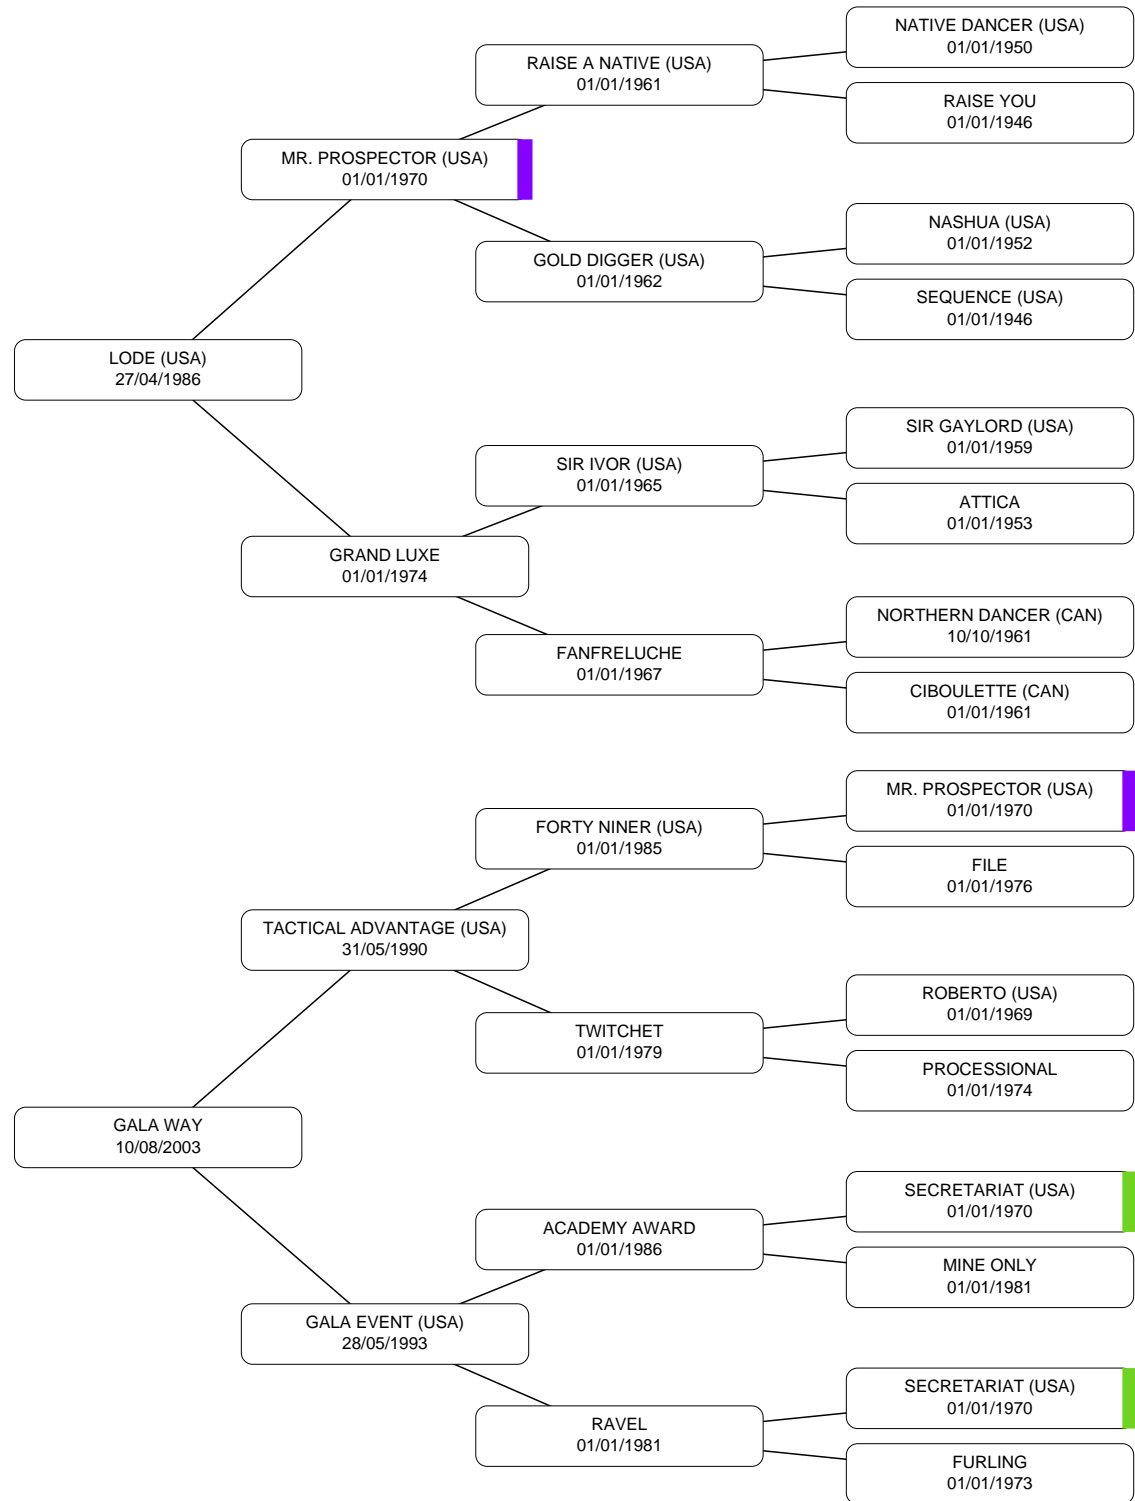 NATIVE DANCER (USA)
01/01/1950
RAISE A NATIVE (USA)
01/01/1961
RAISE YOU
01/01/1946
MR. PROSPECTOR (USA)
01/01/1970
NASHUA (USA)
01/01/1952
GOLD DIGGER (USA)
01/01/1962
SEQUENCE (USA)
01/01/1946
LODE (USA)
27/04/1986
SIR GAYLORD (USA)
01/01/1959
SIR IVOR (USA)
01/01/1965
ATTICA
01/01/1953
GRAND LUXE
01/01/1974
NORTHERN DANCER (CAN)
10/10/1961
FANFRELUCHE
01/01/1967
CIBOULETTE (CAN)
01/01/1961
MR. PROSPECTOR (USA)
01/01/1970
FORTY NINER (USA)
01/01/1985
FILE
01/01/1976
TACTICAL ADVANTAGE (USA)
31/05/1990
ROBERTO (USA)
01/01/1969
TWITCHET
01/01/1979
PROCESSIONAL
01/01/1974
GALA WAY
10/08/2003
SECRETARIAT (USA)
01/01/1970
ACADEMY AWARD
01/01/1986
MINE ONLY
01/01/1981
GALA EVENT (USA)
28/05/1993
SECRETARIAT (USA)
01/01/1970
RAVEL
01/01/1981
FURLING
01/01/1973